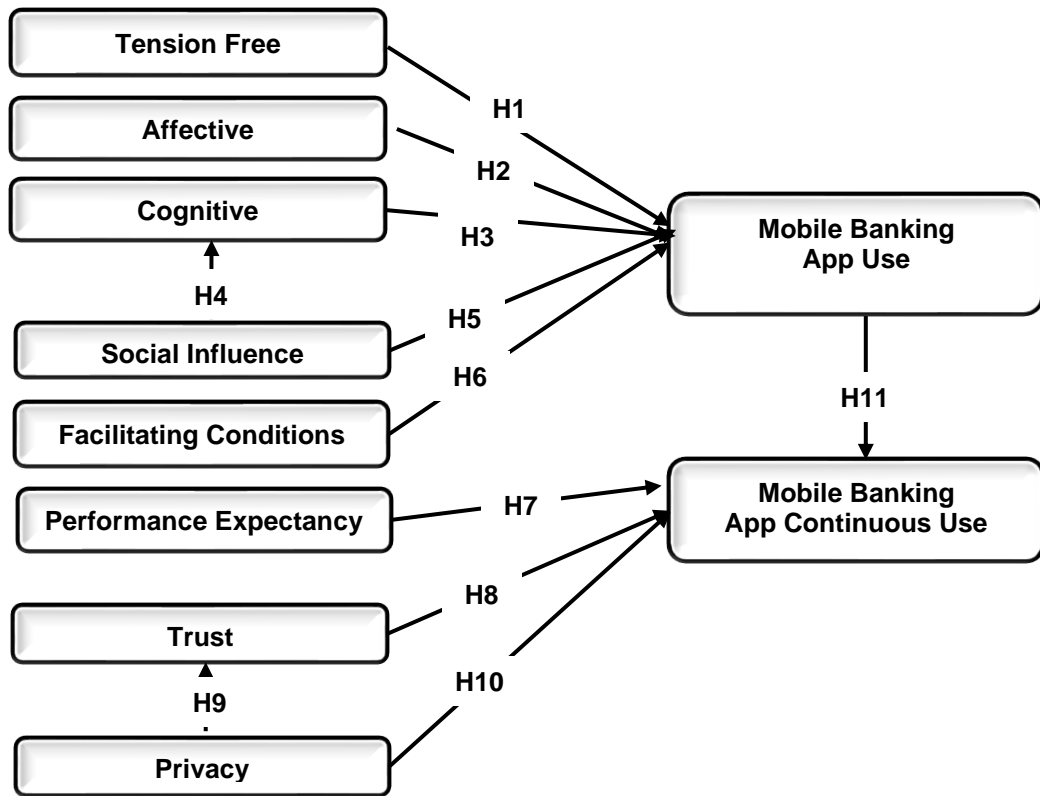 Tension Free
H1
Affective
H2
Cognitive
H3
Mobile Banking
App Use
H4
H5
Social Influence
H6
H11
Facilitating Conditions
Performance Expectancy
H7
Mobile Banking
App Continuous Use
H8
Trust
H9
H10
Privacy